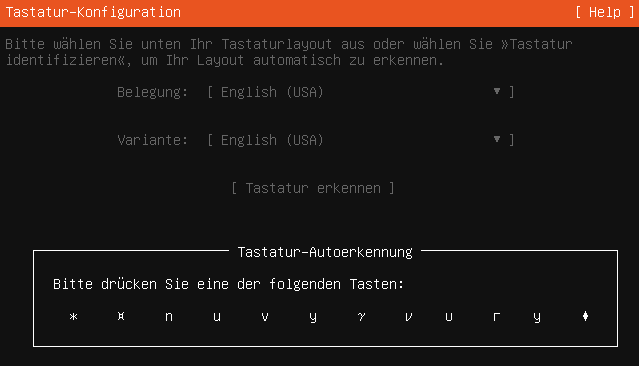 Tastatur-Konfiguration [ Help ]
Bitte wählen Sie unten Ihr Tastaturlayout aus oder wählen Sie »Tastatur
identifizieren«, um Ihr Layout automatisch zu erkennen.
Belegung: [ English (USA) ▾ ]
Variante: [ English (USA) ▾ ]
[ Tastatur erkennen ]
Tastatur-Autoerkennung
Bitte drücken Sie eine der folgenden Tasten:
* ¤ n u v y γ ν υ г у ♦